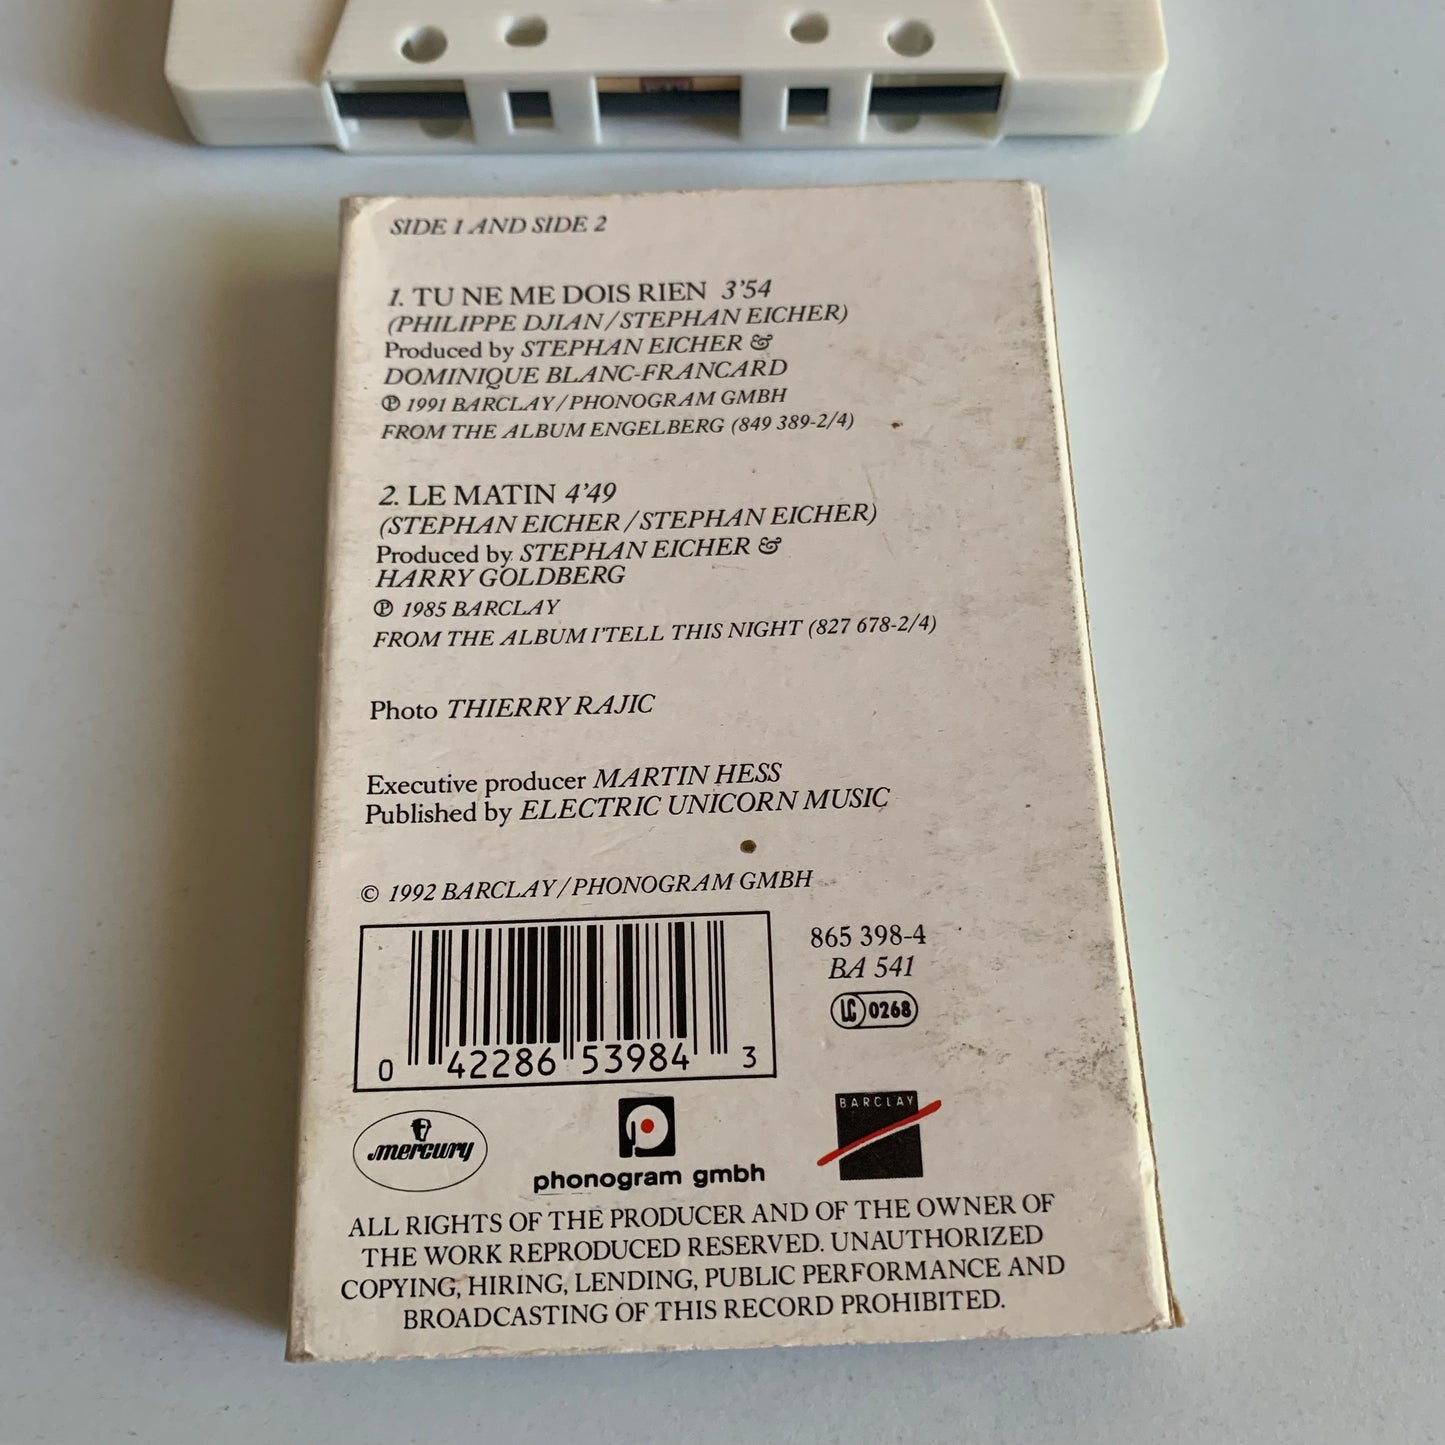 SIDE 1 AND SIDE 2
1. TU NE ME DOIS RIEN 3'54
(PHILIPPE DJIAN/STEPHAN EICHER)
Produced by STEPHAN EICHER &
DOMINIQUE BLANC-FRANCARD
℗ 1991 BARCLAY/PHONOGRAM GMBH
FROM THE ALBUM ENGELBERG (849 389-2/4)
2. LE MATIN 4'49
(STEPHAN EICHER/STEPHAN EICHER)
Produced by STEPHAN EICHER &
HARRY GOLDBERG
℗ 1985 BARCLAY
FROM THE ALBUM I'TELL THIS NIGHT (827 678-2/4)
Photo THIERRY RAJIC
Executive producer MARTIN HESS
Published by ELECTRIC UNICORN MUSIC
© 1992 BARCLAY/PHONOGRAM GMBH
865 398-4
BA 541
LC 0268
0 42286 53984 3
mercury
phonogram gmbh
BARCLAY
ALL RIGHTS OF THE PRODUCER AND OF THE OWNER OF
THE WORK REPRODUCED RESERVED. UNAUTHORIZED
COPYING, HIRING, LENDING, PUBLIC PERFORMANCE AND
BROADCASTING OF THIS RECORD PROHIBITED.